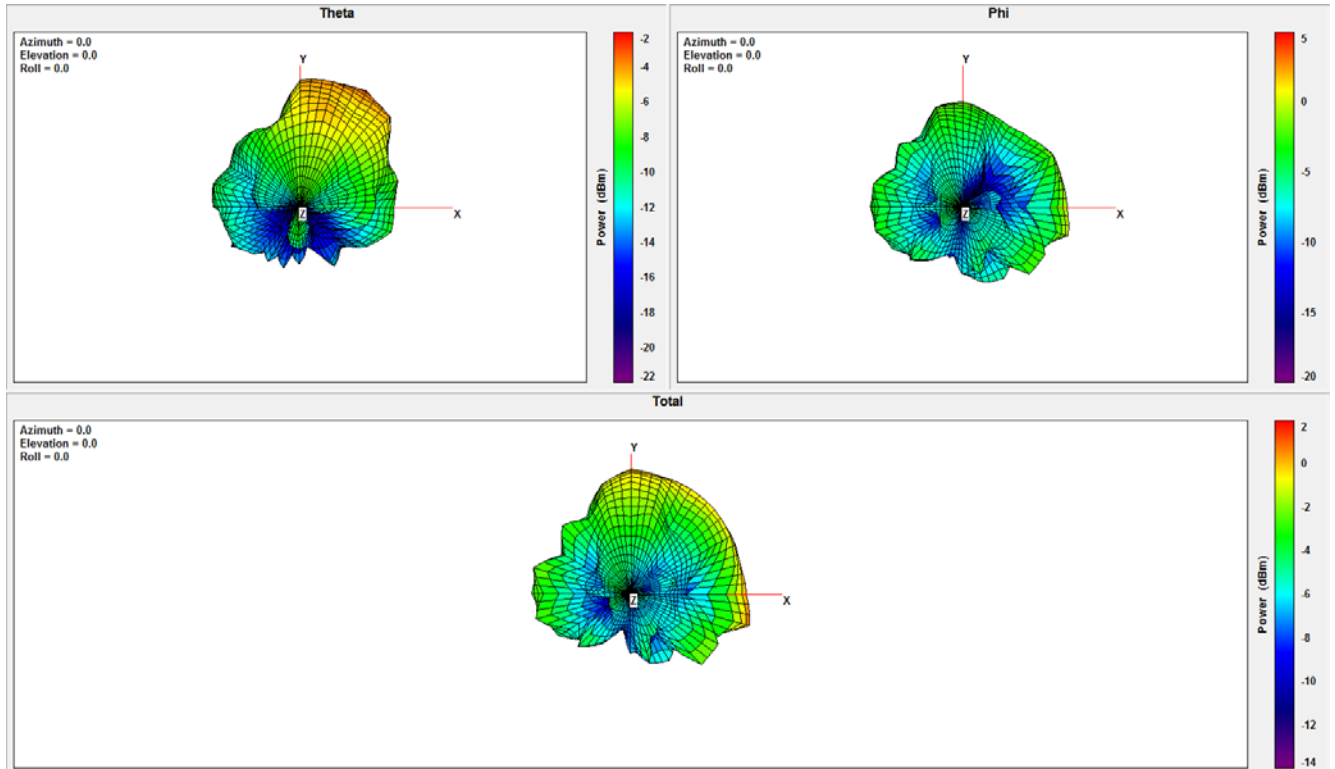 Theta
Azimuth = 0.0
Elevation = 0.0
Roll = 0.0
Y
X
Z
-2
-4
-6
-8
-10
-12
-14
-16
-18
-20
-22
Power (dBm)
Phi
Azimuth = 0.0
Elevation = 0.0
Roll = 0.0
Y
X
Z
5
0
-5
-10
-15
-20
Power (dBm)
Total
Azimuth = 0.0
Elevation = 0.0
Roll = 0.0
Y
X
Z
2
0
-2
-4
-6
-8
-10
-12
-14
Power (dBm)